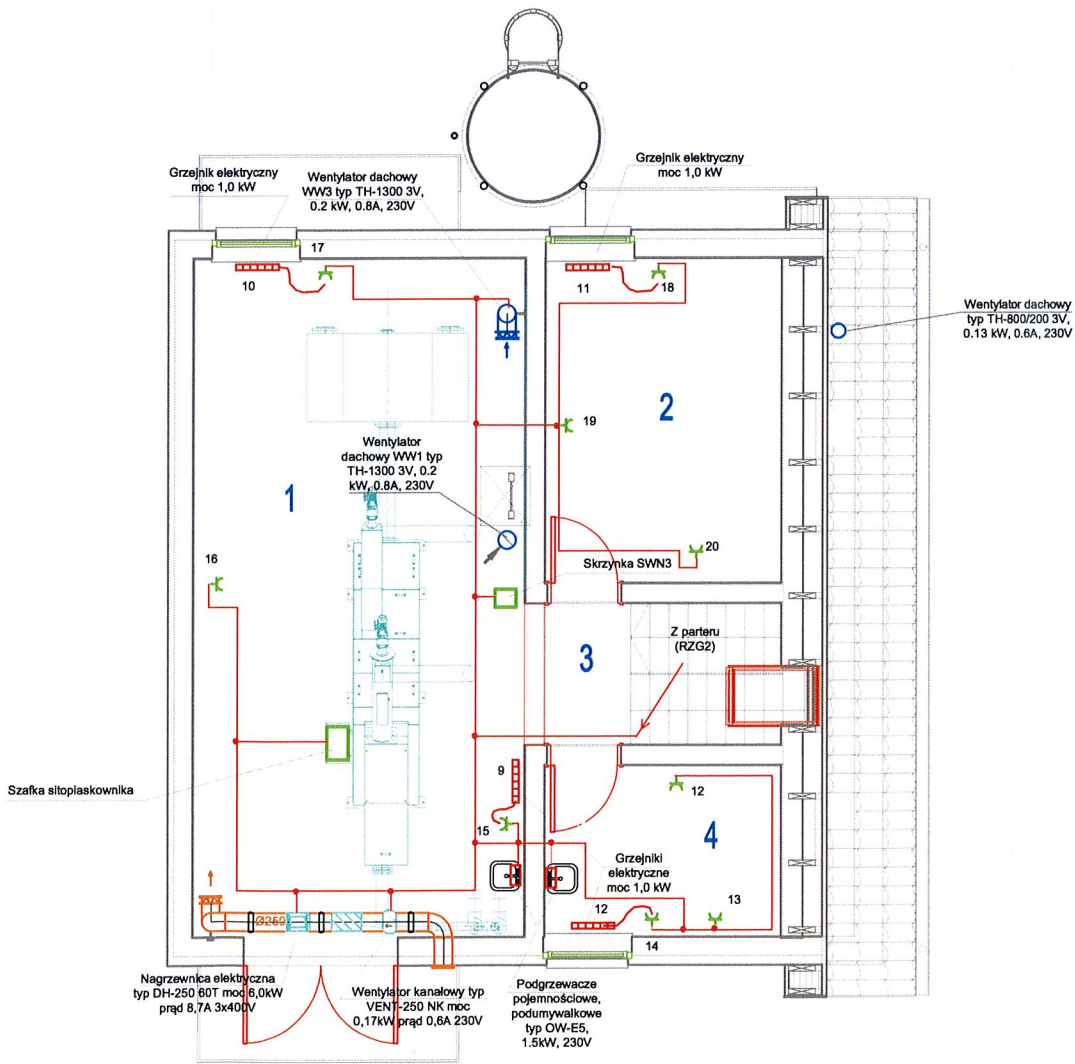 Grzejnik elektryczny
moc 1,0 kW
Wentylator dachowy
WW3 typ TH-1300 3V,
0.2 kW, 0.8A, 230V
Grzejnik elektryczny
moc 1,0 kW
17
10
11
18
Wentylator dachowy
typ TH-800/200 3V,
0.13 kW, 0.6A, 230V
2
19
Wentylator
dachowy WW1 typ
TH-1300 3V, 0.2
kW, 0.8A, 230V
1
16
20
Skrzynka SWN3
Z parteru
(RZG2)
3
Szafka sitopiaskownika
9
12
15
4
Grzejniki
elektryczne
moc 1,0 kW
12
13
Ø250
14
Nagrzewnica elektryczna
typ DH-250 60T moc 6,0kW
prąd 8,7A 3x400V
Wentylator kanałowy typ
VENT-250 NK moc
0,17kW prąd 0,6A 230V
Podgrzewacze
pojemnościowe,
podumywalkowe
typ OW-E5,
1.5kW, 230V